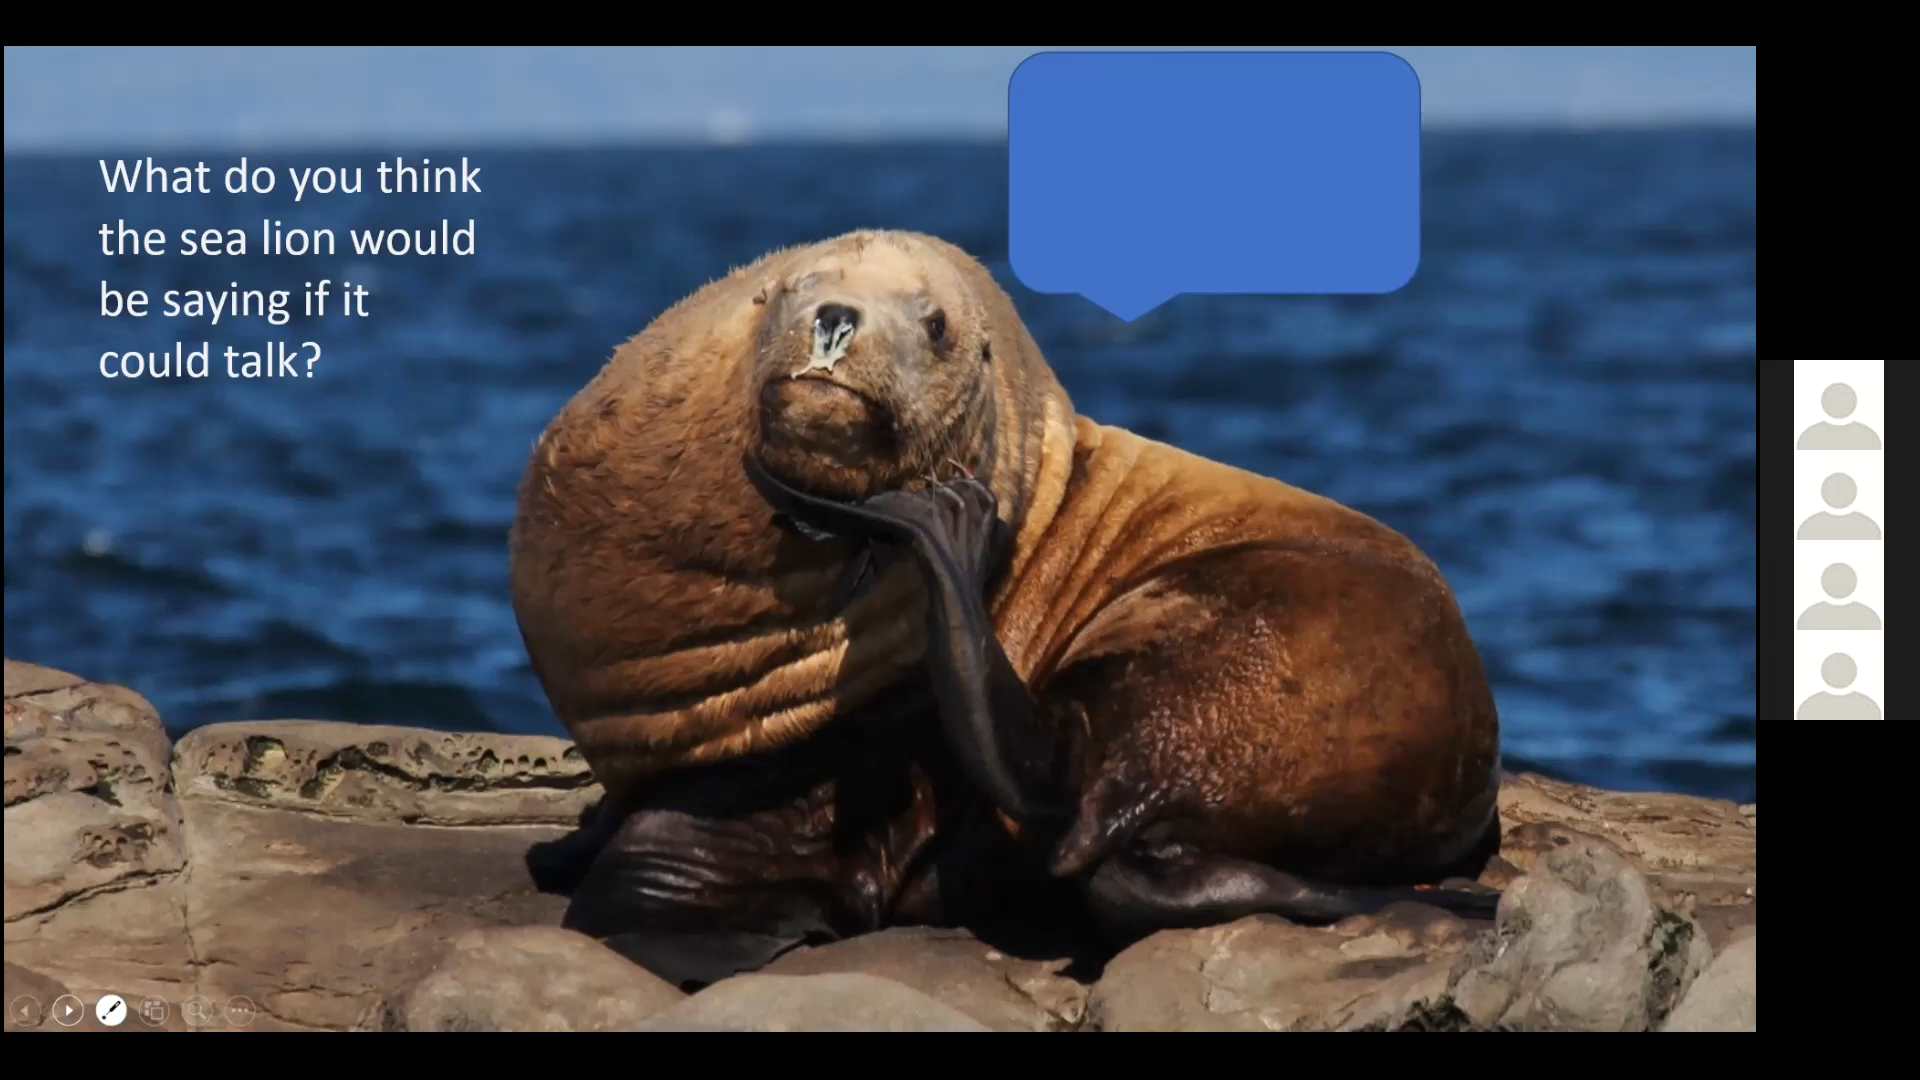 What do you think
the sea lion would
be saying if it
could talk?